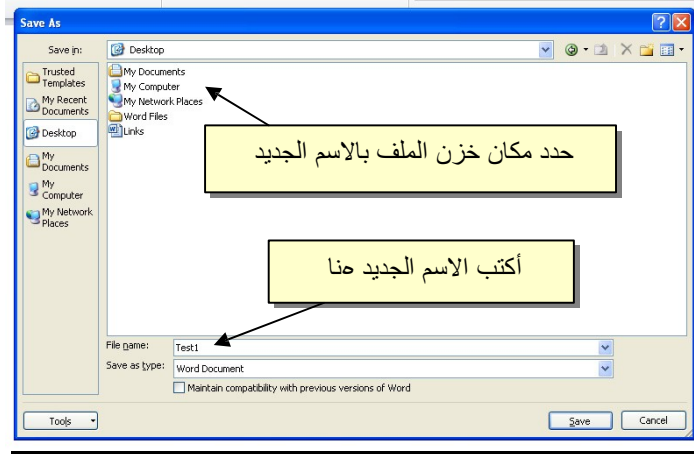 Save As
Save in:
Desktop
Trusted
Templates
My Recent
Documents
Desktop
My
Documents
My
Computer
My Network
Places
My Documents
My Computer
My Network Places
Word Files
Links
حدد مكان خزن الملف بالاسم الجديد
أكتب الاسم الجديد هنا
File name:
Test1
Save as type:
Word Document
Maintain compatibility with previous versions of Word
Tools
Save
Cancel